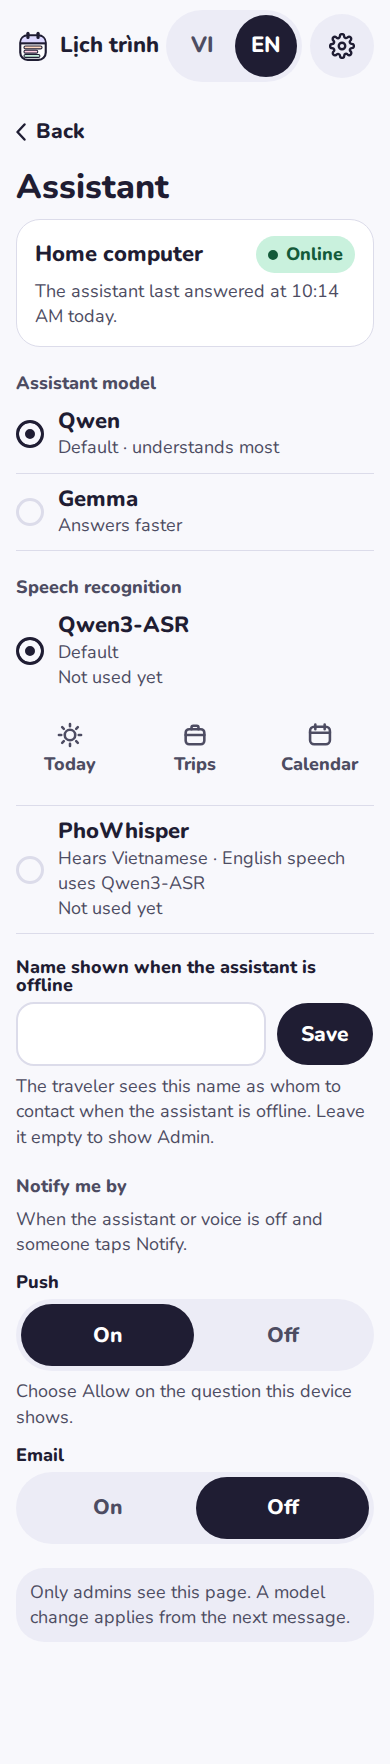 Lịch trình
VI
EN
Back
Assistant
Home computer
Online
The assistant last answered at 10:14
AM today.
Assistant model
Qwen
Default · understands most
Gemma
Answers faster
Speech recognition
Qwen3-ASR
Default
Not used yet
Today
Trips
Calendar
PhoWhisper
Hears Vietnamese · English speech
uses Qwen3-ASR
Not used yet
Name shown when the assistant is
offline
Save
The traveler sees this name as whom to
contact when the assistant is offline. Leave
it empty to show Admin.
Notify me by
When the assistant or voice is off and
someone taps Notify.
Push
On
Off
Choose Allow on the question this device
shows.
Email
On
Off
Only admins see this page. A model
change applies from the next message.